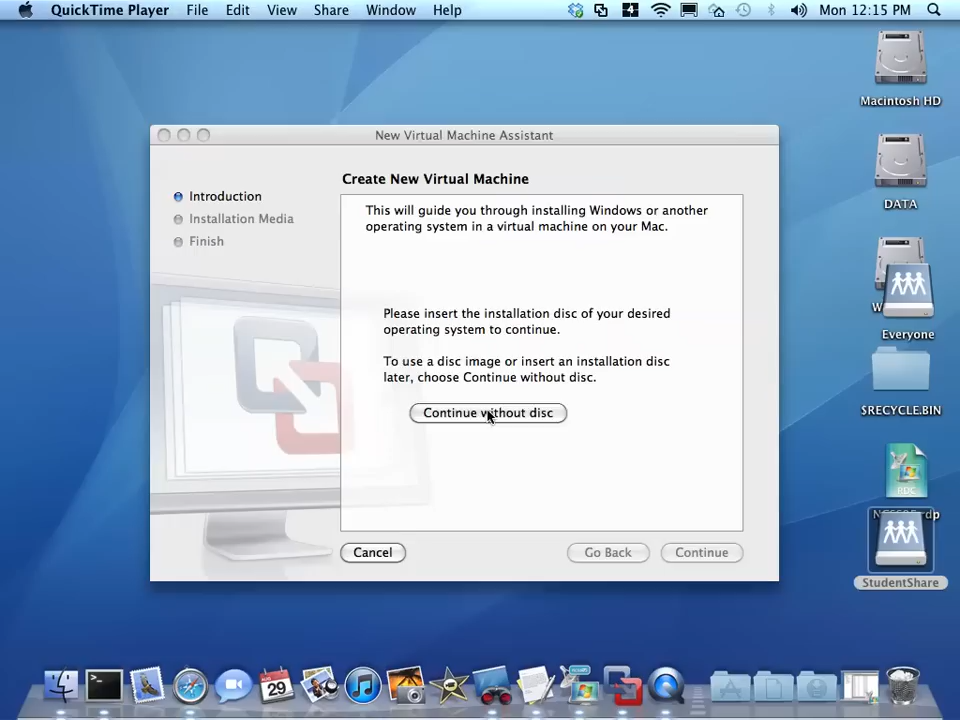 QuickTime Player File Edit View Share Window Help 4 Mon 12:15 PM
Macintosh HD
New Virtual Machine Assistant
Create New Virtual Machine
Introduction
Installation Media
Finish
This will guide you through installing Windows or another
operating system in a virtual machine on your Mac.
DATA
Please insert the installation disc of your desired
operating system to continue.
To use a disc image or insert an installation disc
later, choose Continue without disc.
Continue without disc
Everyone
$RECYCLE.BIN
RDC
Cancel
Go Back
Continue
StudentShare
29